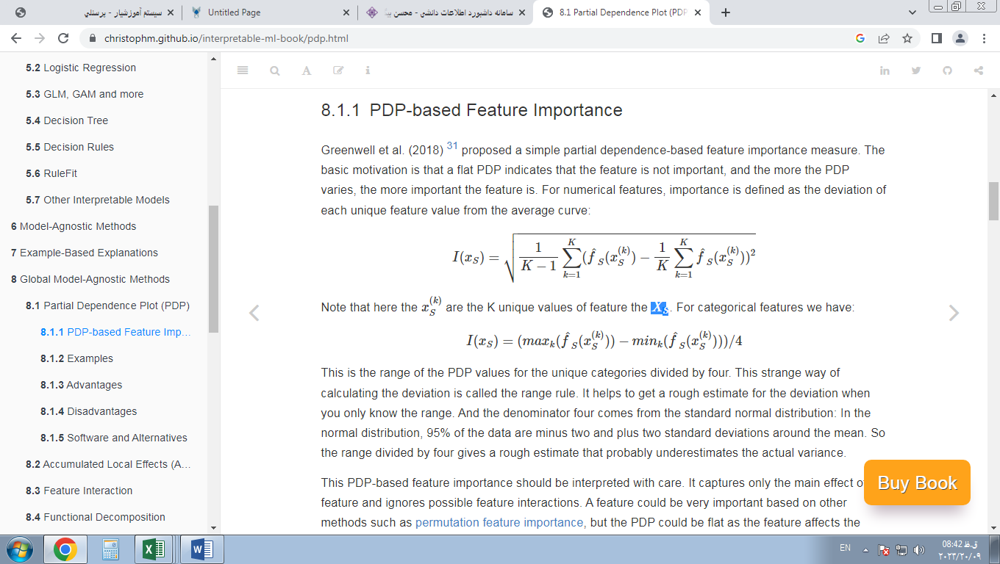 سیستم آموزشیار - پرسنلی
Untitled Page
سامانه داشبورد اطلاعات دانشی - محسن
8.1 Partial Dependence Plot (PDP
christophm.github.io/interpretable-ml-book/pdp.html
5.2 Logistic Regression
5.3 GLM, GAM and more
5.4 Decision Tree
5.5 Decision Rules
5.6 RuleFit
5.7 Other Interpretable Models
6 Model-Agnostic Methods
7 Example-Based Explanations
8 Global Model-Agnostic Methods
8.1 Partial Dependence Plot (PDP)
8.1.1 PDP-based Feature Imp...
8.1.2 Examples
8.1.3 Advantages
8.1.4 Disadvantages
8.1.5 Software and Alternatives
8.2 Accumulated Local Effects (A...
8.3 Feature Interaction
8.4 Functional Decomposition
8.1.1 PDP-based Feature Importance
Greenwell et al. (2018) 31 proposed a simple partial dependence-based feature importance measure. The
basic motivation is that a flat PDP indicates that the feature is not important, and the more the PDP
varies, the more important the feature is. For numerical features, importance is defined as the deviation of
each unique feature value from the average curve:
I(x_S) = √(1/(K − 1) ∑_{k=1}^{K} (f̂_S(x_S^{(k)}) − 1/K ∑_{k=1}^{K} f̂_S(x_S^{(k)}))^2)
Note that here the x_S^{(k)} are the K unique values of feature the X_S. For categorical features we have:
I(x_S) = (max_k(f̂_S(x_S^{(k)})) − min_k(f̂_S(x_S^{(k)})))/4
This is the range of the PDP values for the unique categories divided by four. This strange way of
calculating the deviation is called the range rule. It helps to get a rough estimate for the deviation when
you only know the range. And the denominator four comes from the standard normal distribution: In the
normal distribution, 95% of the data are minus two and plus two standard deviations around the mean. So
the range divided by four gives a rough estimate that probably underestimates the actual variance.
This PDP-based feature importance should be interpreted with care. It captures only the main effect o
feature and ignores possible feature interactions. A feature could be very important based on other
methods such as permutation feature importance, but the PDP could be flat as the feature affects the
Buy Book
EN
08:42 ق.ظ
۲۰۲۳/۲۰/۰۹